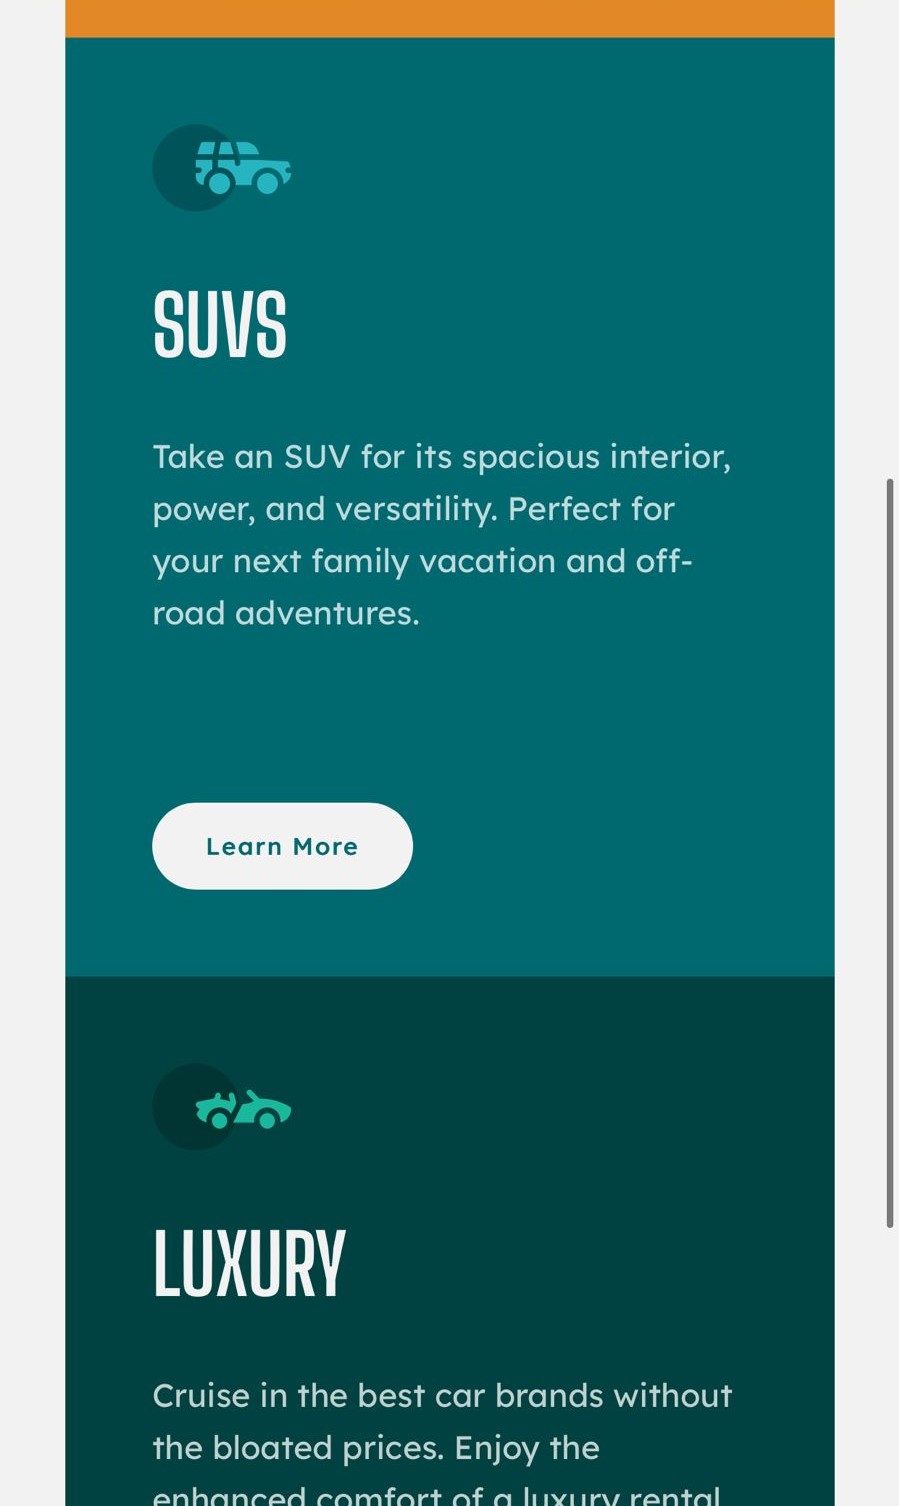 SUVS
Take an SUV for its spacious interior,
power, and versatility. Perfect for
your next family vacation and off-
road adventures.
Learn More
LUXURY
Cruise in the best car brands without
the bloated prices. Enjoy the
enhanced comfort of a luxury rental